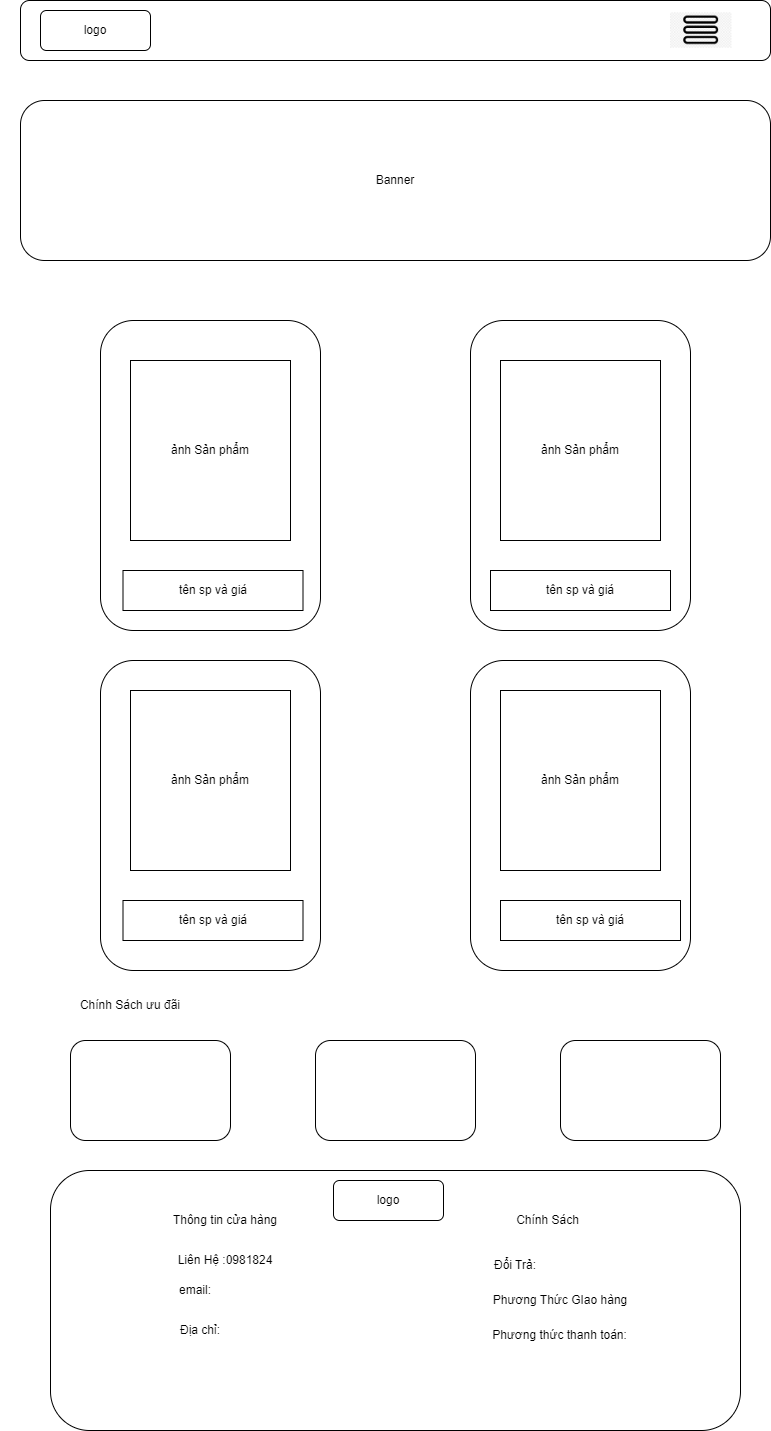 logo
Banner
ảnh Sản phẩm
ảnh Sản phẩm
tên sp và giá
tên sp và giá
ảnh Sản phẩm
ảnh Sản phẩm
tên sp và giá
tên sp và giá
Chính Sách ưu đãi
logo
Thông tin cửa hàng
Liên Hệ :0981824
email:
Địa chỉ:
Chính Sách
Đổi Trả:
Phương Thức GIao hàng
Phương thức thanh toán: